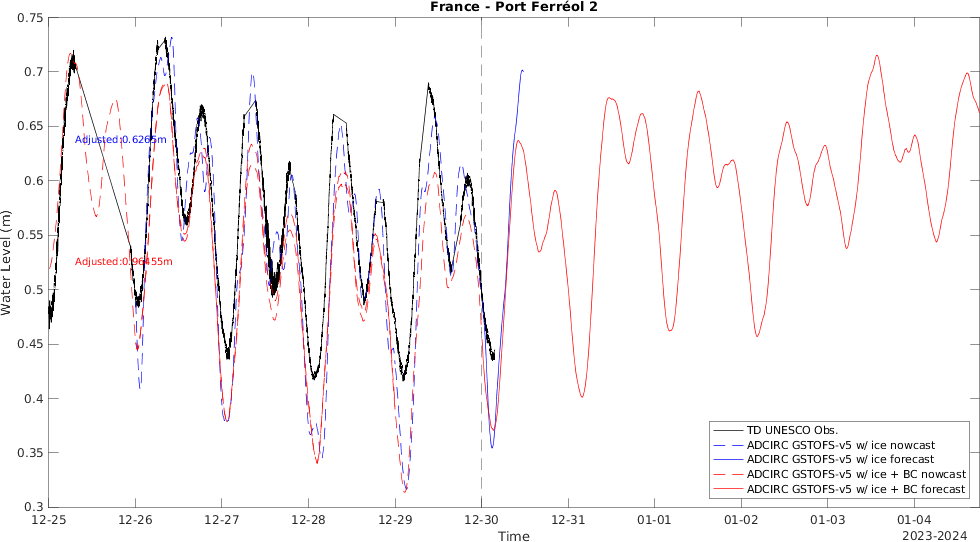 France - Port Ferréol 2
0.75
0.7
0.65
0.6
0.55
0.5
0.45
0.4
0.35
0.3
Water Level (m)
Adjusted:0.6265m
Adjusted:0.96455m
TD UNESCO Obs.
ADCIRC GSTOFS-v5 w/ ice nowcast
ADCIRC GSTOFS-v5 w/ ice forecast
ADCIRC GSTOFS-v5 w/ ice + BC nowcast
ADCIRC GSTOFS-v5 w/ ice + BC forecast
12-25 12-26 12-27 12-28 12-29 12-30 12-31 01-01 01-02 01-03 01-04
Time
2023-2024